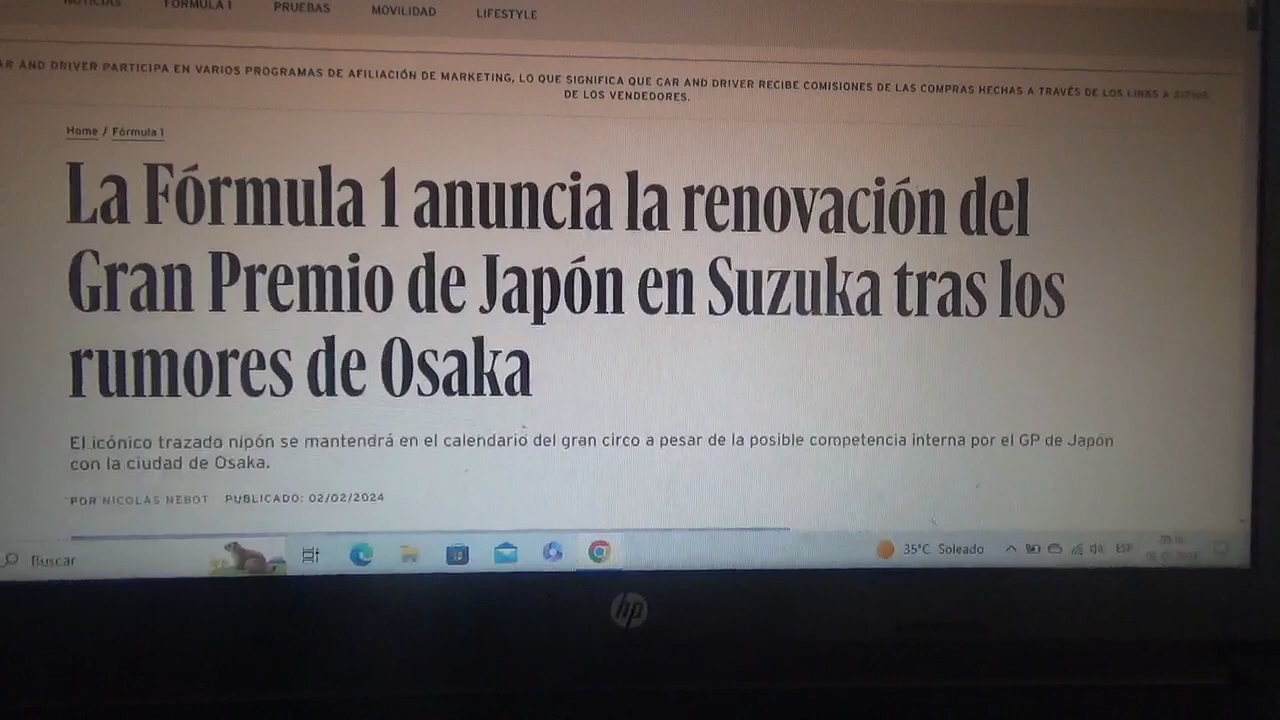 NOTICIAS FÓRMULA 1 PRUEBAS MOVILIDAD LIFESTYLE
AR AND DRIVER PARTICIPA EN VARIOS PROGRAMAS DE AFILIACIÓN DE MARKETING, LO QUE SIGNIFICA QUE CAR AND DRIVER RECIBE COMISIONES DE LAS COMPRAS HECHAS A TRAVÉS DE LOS LINKS A SITIOS
DE LOS VENDEDORES.
Home / Fórmula 1
La Fórmula 1 anuncia la renovación del
Gran Premio de Japón en Suzuka tras los
rumores de Osaka
El icónico trazado nipón se mantendrá en el calendario del gran circo a pesar de la posible competencia interna por el GP de Japón
con la ciudad de Osaka.
POR NICOLÁS NEBOT PUBLICADO: 02/02/2024
Buscar
35°C Soleado
ESP
hp